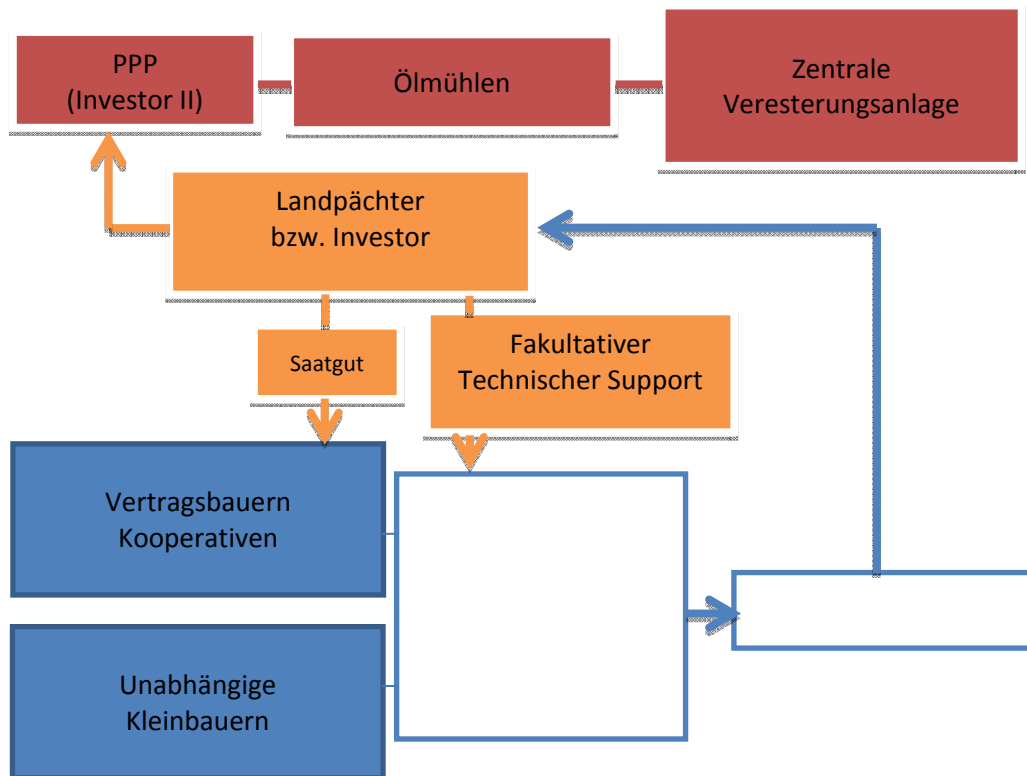 PPP
(Investor II)
Ölmühlen
Zentrale
Veresterungsanlage
Landpächter
bzw. Investor
Saatgut
Fakultativer
Technischer Support
Vertragsbauern
Kooperativen
Unabhängige
Kleinbauern